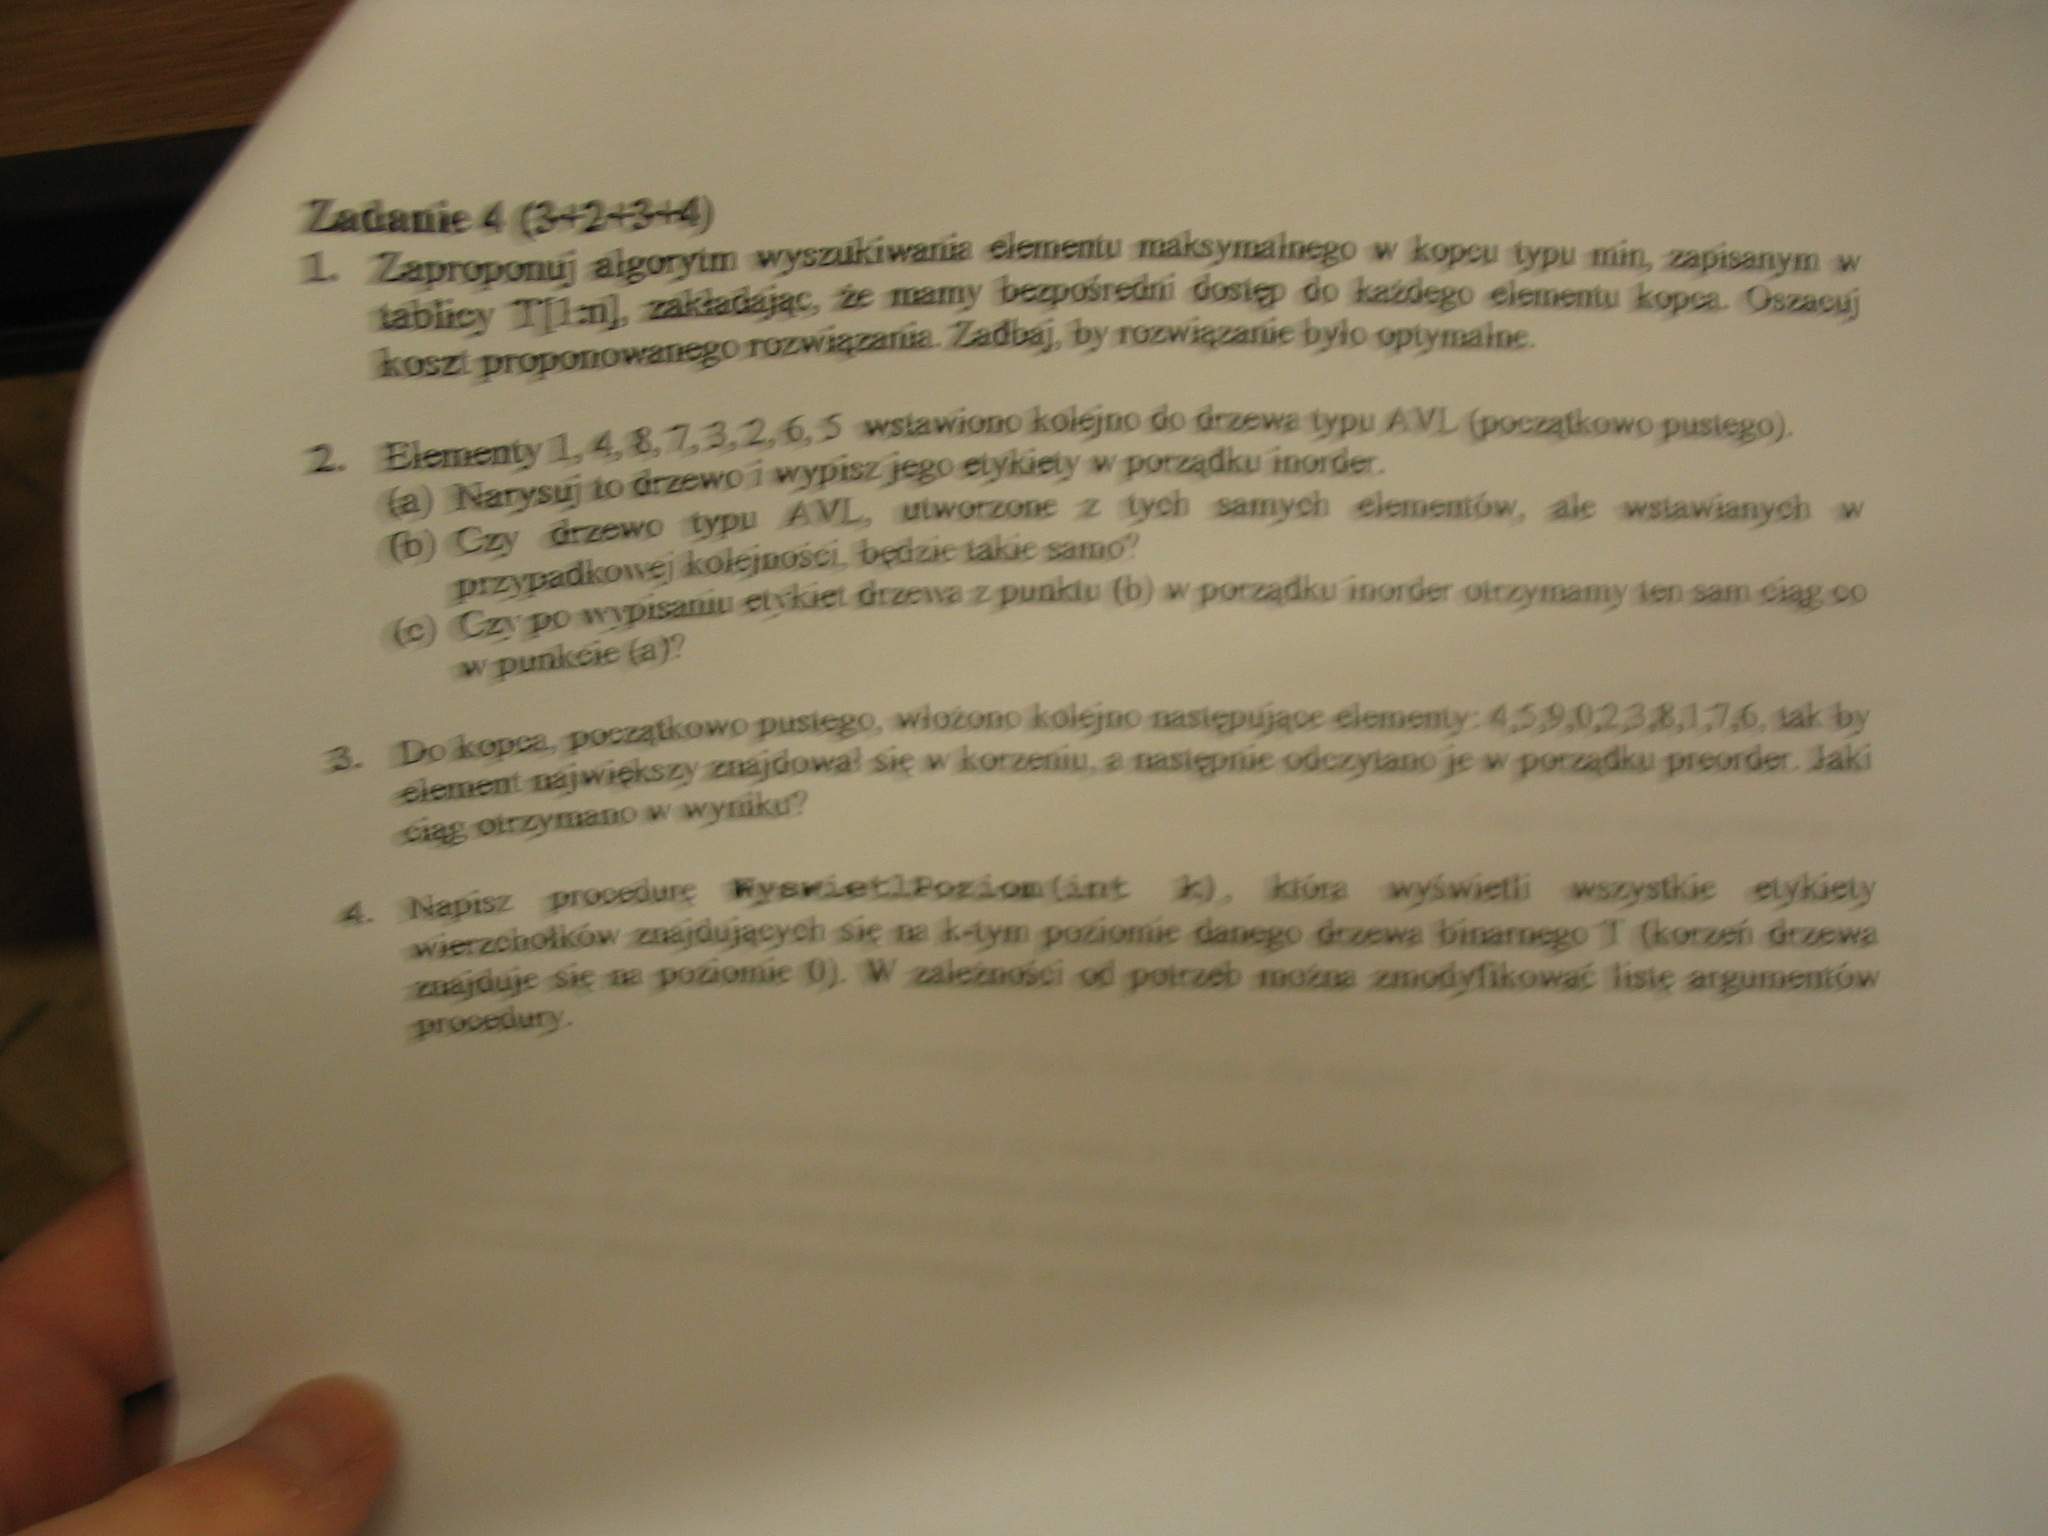 Zadanie 4 (3+2+3+4)
1. Zaproponuj algorytm wyszukiwania elementu maksymalnego w kopcu typu min, zapisanym w
tablicy T[1:n], zakładając, że mamy bezpośredni dostęp do każdego elementu kopca. Oszacuj
koszt proponowanego rozwiązania. Zadbaj, by rozwiązanie było optymalne.
2. Elementy 1, 4, 8, 7, 3, 2, 6, 5 wstawiono kolejno do drzewa typu AVL (początkowo pustego).
(a) Narysuj to drzewo i wypisz jego etykiety w porządku inorder.
(b) Czy drzewo typu AVL, utworzone z tych samych elementów, ale wstawianych w
przypadkowej kolejności, będzie takie samo?
(c) Czy po wypisaniu etykiet drzewa z punktu (b) w porządku inorder otrzymamy ten sam ciąg co
w punkcie (a)?
3. Do kopca, początkowo pustego, włożono kolejno następujące elementy: 4,5,9,0,2,3,8,1,7,6, tak by
element największy znajdował się w korzeniu, a następnie odczytano je w porządku preorder. Jaki
ciąg otrzymano w wyniku?
4. Napisz procedurę WyswietlPoziom(int k), która wyświetli wszystkie etykiety
wierzchołków znajdujących się na k-tym poziomie danego drzewa binarnego T (korzeń drzewa
znajduje się na poziomie 0). W zależności od potrzeb można zmodyfikować listę argumentów
procedury.